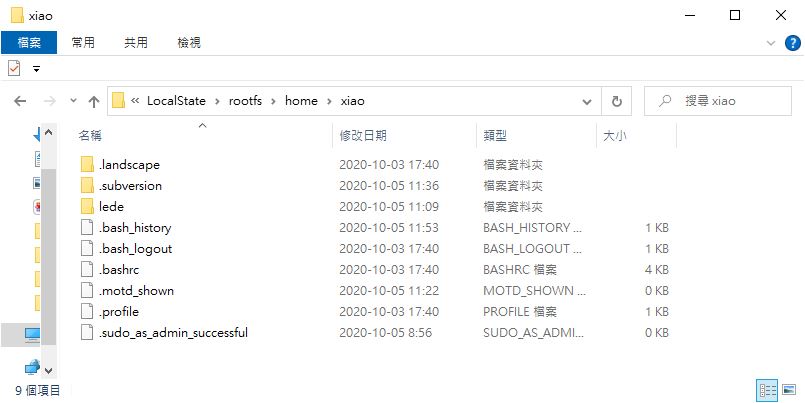 xiao
檔案 常用 共用 檢視
« LocalState › rootfs › home › xiao 搜尋 xiao
名稱 修改日期 類型 大小
.landscape 2020-10-03 17:40 檔案資料夾
.subversion 2020-10-05 11:36 檔案資料夾
lede 2020-10-05 11:09 檔案資料夾
.bash_history 2020-10-05 11:53 BASH_HISTORY ... 1 KB
.bash_logout 2020-10-03 17:40 BASH_LOGOUT ... 1 KB
.bashrc 2020-10-03 17:40 BASHRC 檔案 4 KB
.motd_shown 2020-10-05 11:22 MOTD_SHOWN ... 0 KB
.profile 2020-10-03 17:40 PROFILE 檔案 1 KB
.sudo_as_admin_successful 2020-10-05 8:56 SUDO_AS_ADMI... 0 KB
9 個項目